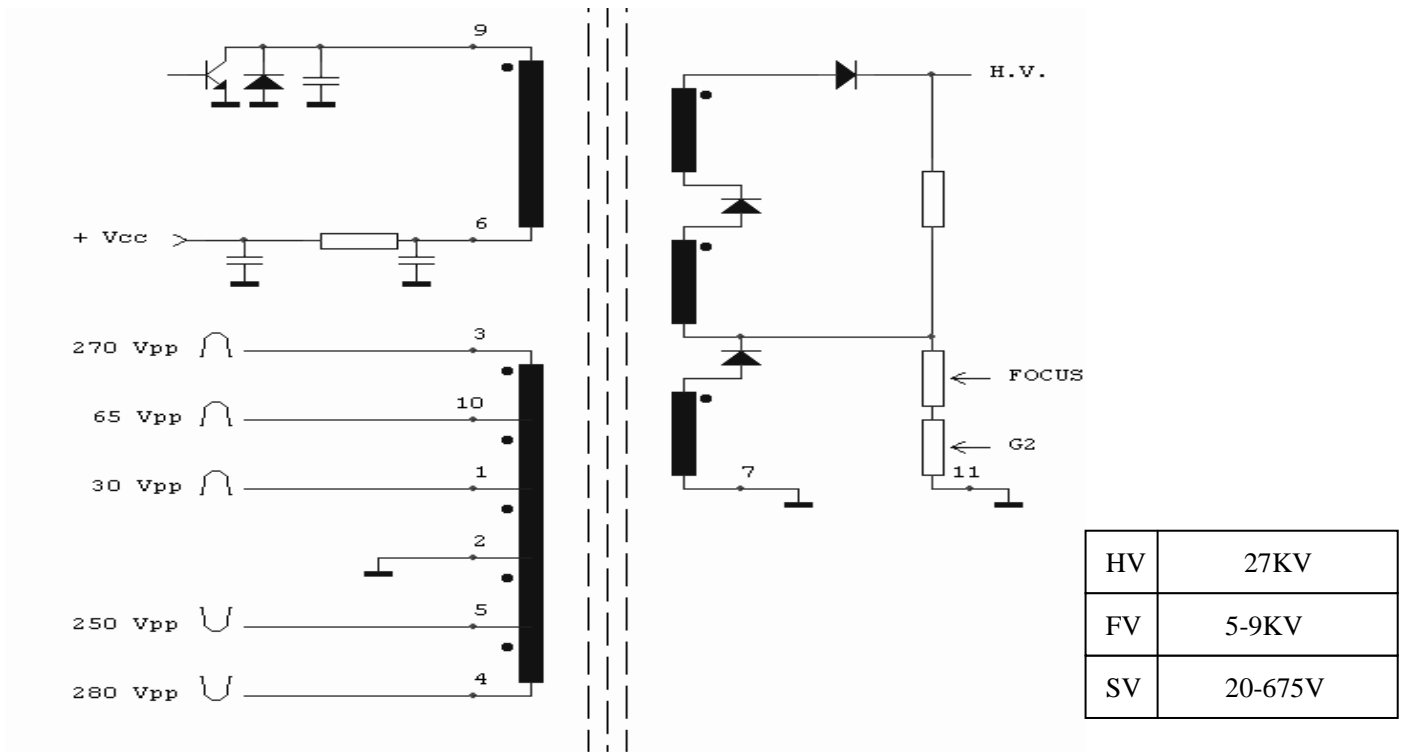 9
H.V.
6
+ Vcc
3
270 Vpp
10
65 Vpp
FOCUS
1
30 Vpp
G2
7
11
2
5
250 Vpp
4
280 Vpp
HV 27KV
FV 5-9KV
SV 20-675V